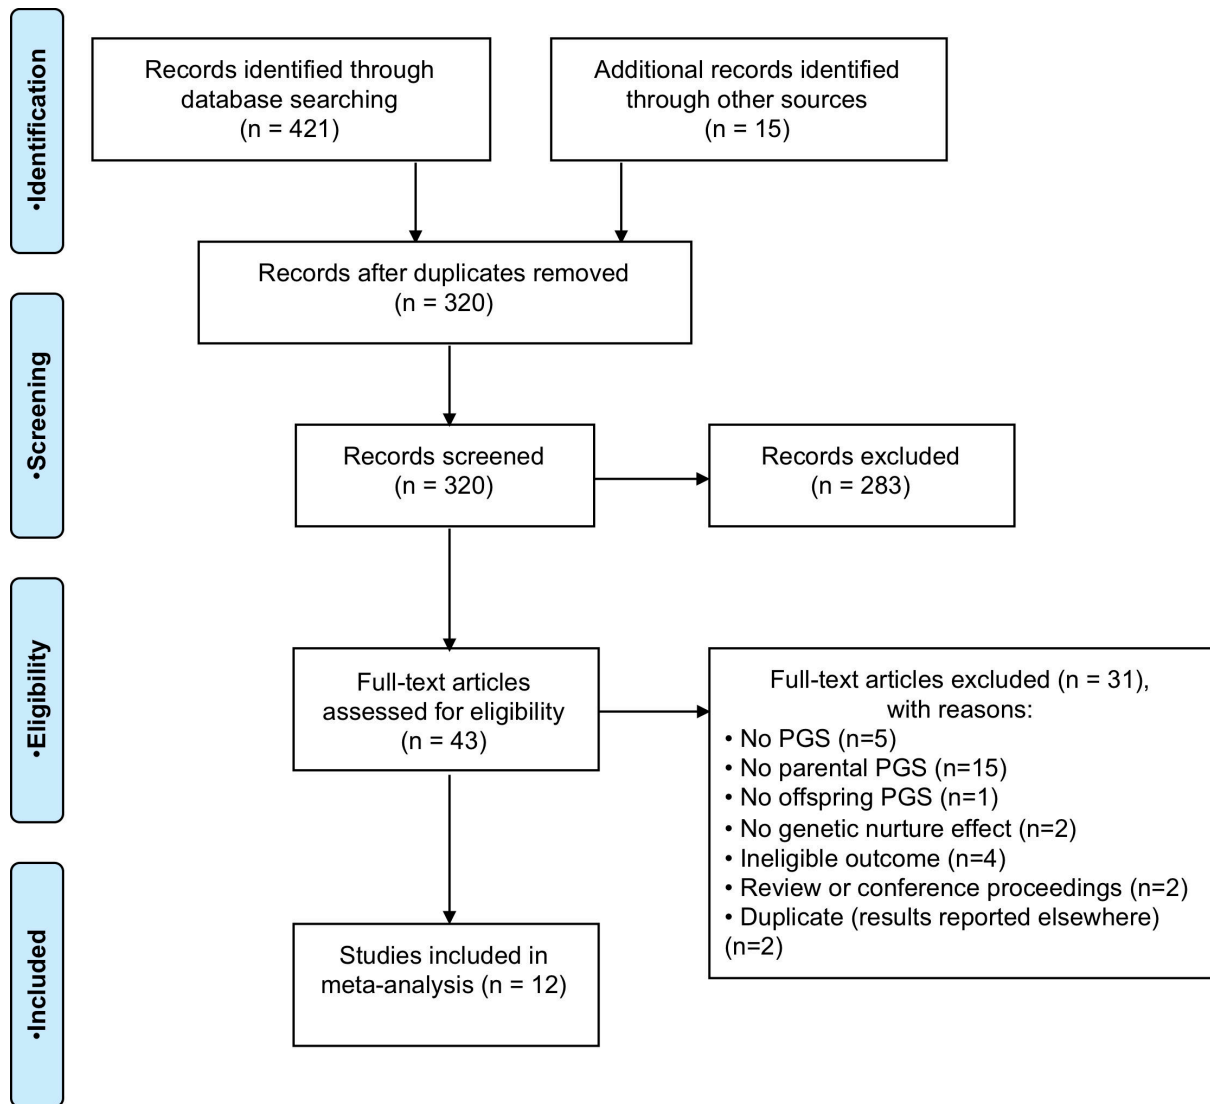 •Identification
Records identified through
database searching
(n = 421)
Additional records identified
through other sources
(n = 15)
Records after duplicates removed
(n = 320)
•Screening
Records screened
(n = 320)
Records excluded
(n = 283)
•Eligibility
Full-text articles
assessed for eligibility
(n = 43)
Full-text articles excluded (n = 31),
with reasons:
• No PGS (n=5)
• No parental PGS (n=15)
• No offspring PGS (n=1)
• No genetic nurture effect (n=2)
• Ineligible outcome (n=4)
• Review or conference proceedings (n=2)
• Duplicate (results reported elsewhere)
(n=2)
•Included
Studies included in
meta-analysis (n = 12)